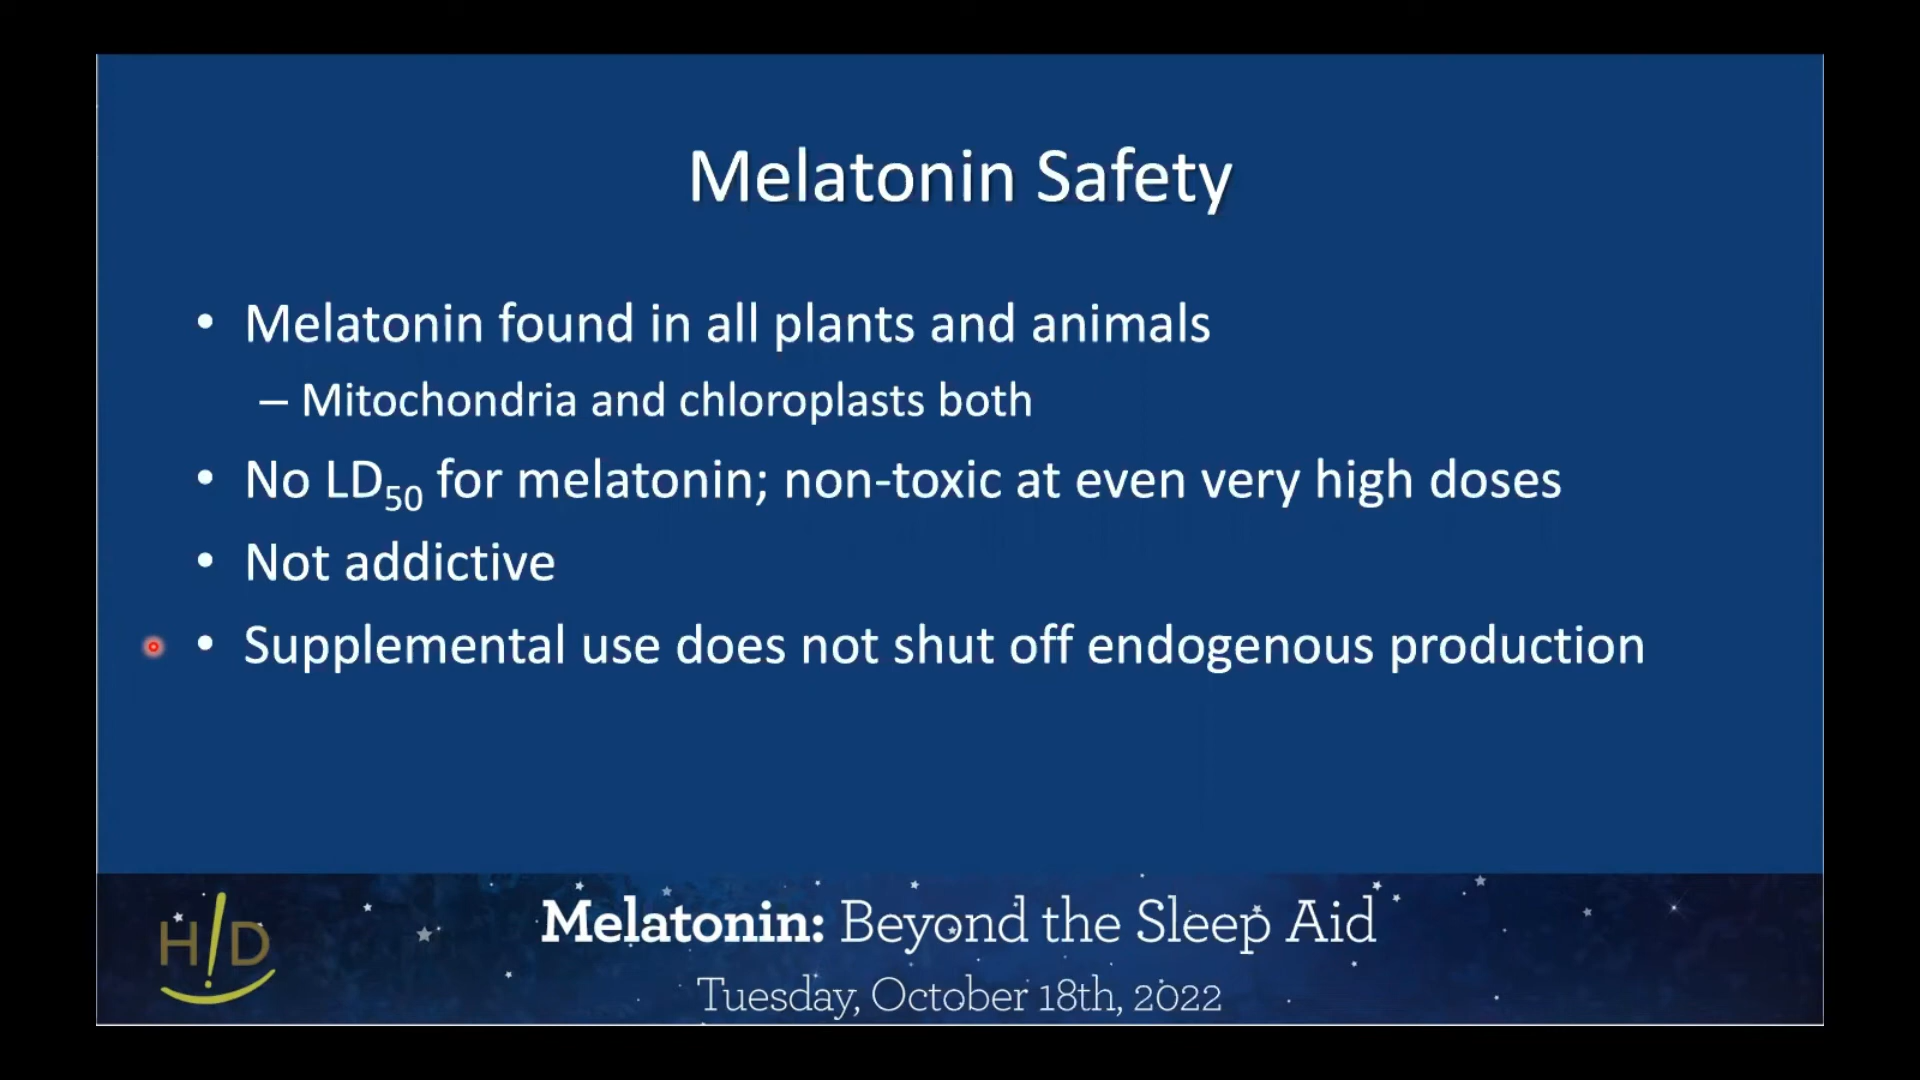 Melatonin Safety
• Melatonin found in all plants and animals
– Mitochondria and chloroplasts both
• No LD50 for melatonin; non-toxic at even very high doses
• Not addictive
• Supplemental use does not shut off endogenous production
Melatonin: Beyond the Sleep Aid
H!D
Tuesday, October 18th, 2022